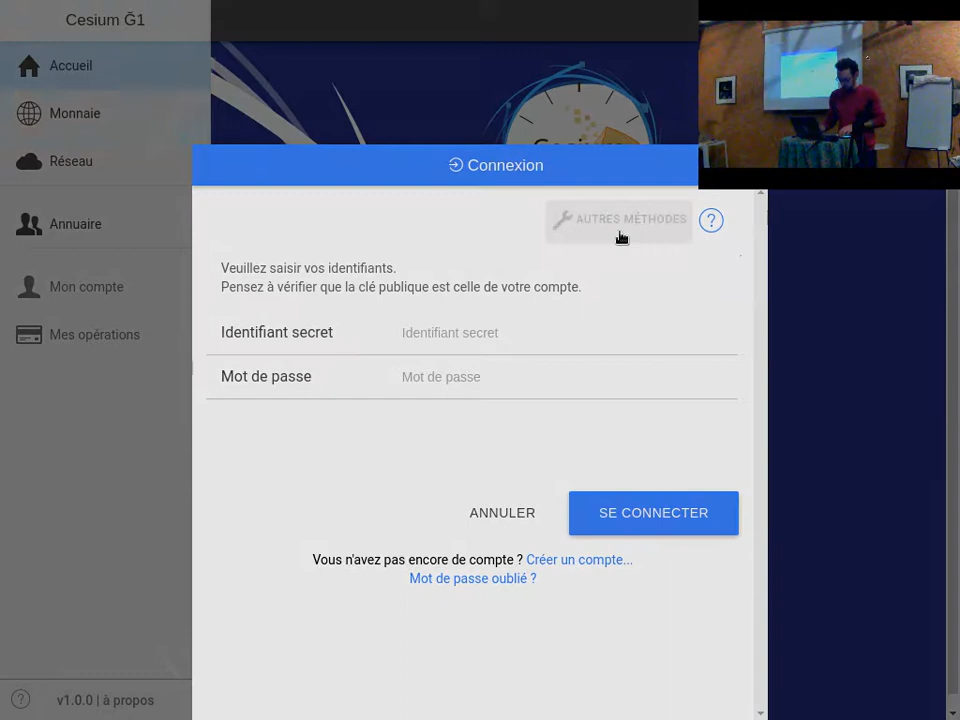 Cesium Ğ1
Accueil
Monnaie
Réseau
Annuaire
Mon compte
Mes opérations
v1.0.0 | à propos
Connexion
AUTRES MÉTHODES
?
Veuillez saisir vos identifiants.
Pensez à vérifier que la clé publique est celle de votre compte.
Identifiant secret Identifiant secret
Mot de passe Mot de passe
ANNULER SE CONNECTER
Vous n'avez pas encore de compte ? Créer un compte...
Mot de passe oublié ?